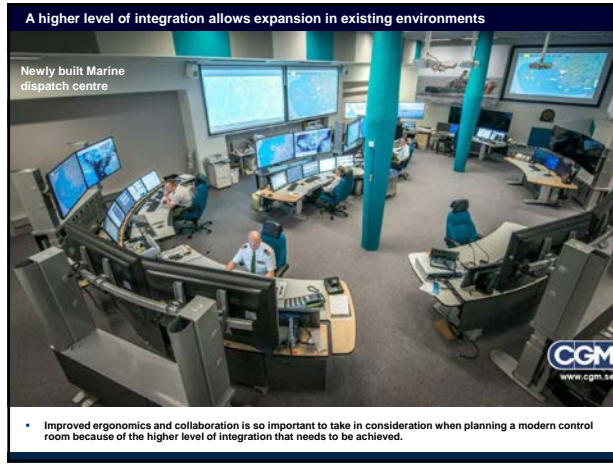 A higher level of integration allows expansion in existing environments
Newly built Marine
dispatch centre
CGM
www.cgm.se
▪ Improved ergonomics and collaboration is so important to take in consideration when planning a modern control
room because of the higher level of integration that needs to be achieved.